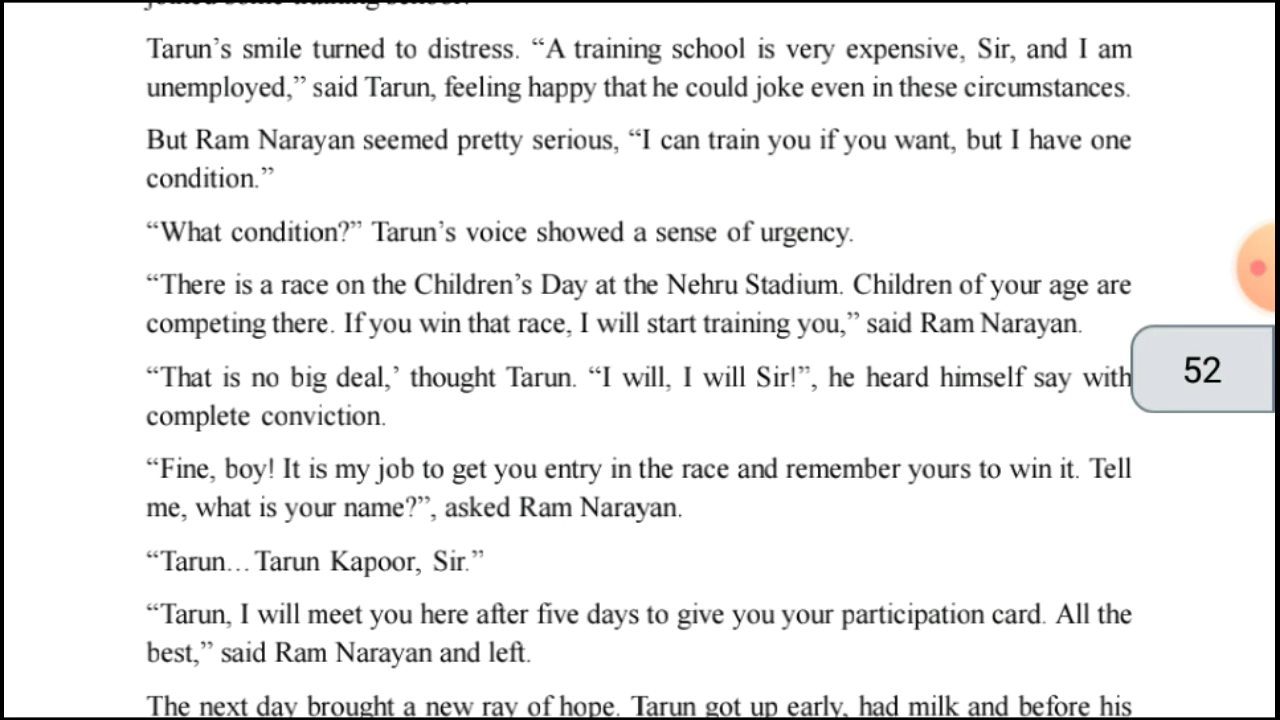 Tarun’s smile turned to distress. “A training school is very expensive, Sir, and I am
unemployed,” said Tarun, feeling happy that he could joke even in these circumstances.
But Ram Narayan seemed pretty serious, “I can train you if you want, but I have one
condition.”
“What condition?” Tarun’s voice showed a sense of urgency.
“There is a race on the Children’s Day at the Nehru Stadium. Children of your age are
competing there. If you win that race, I will start training you,” said Ram Narayan.
“That is no big deal,’ thought Tarun. “I will, I will Sir!”, he heard himself say with
complete conviction.
52
“Fine, boy! It is my job to get you entry in the race and remember yours to win it. Tell
me, what is your name?”, asked Ram Narayan.
“Tarun... Tarun Kapoor, Sir.”
“Tarun, I will meet you here after five days to give you your participation card. All the
best,” said Ram Narayan and left.
The next day brought a new ray of hope. Tarun got up early, had milk and before his